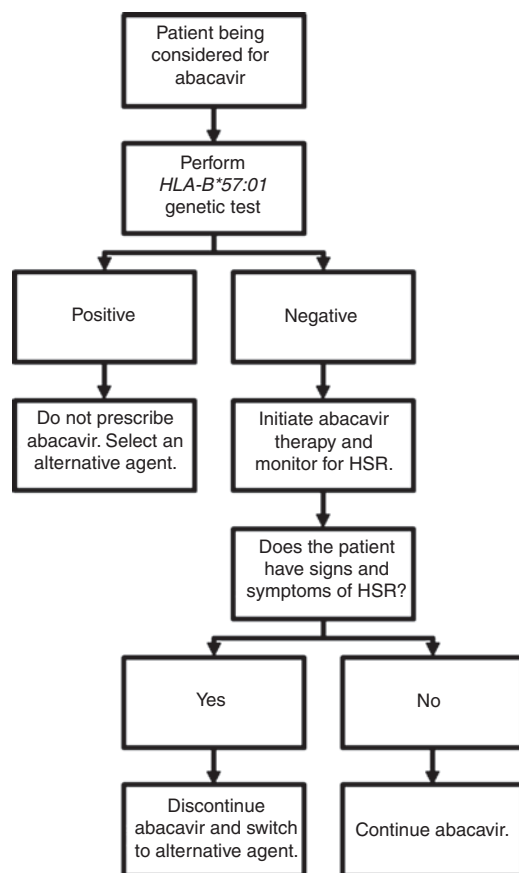 Patient being
considered for
abacavir
Perform
HLA-B*57:01
genetic test
Positive
Negative
Do not prescribe
abacavir. Select an
alternative agent.
Initiate abacavir
therapy and
monitor for HSR.
Does the patient
have signs and
symptoms of HSR?
Yes
No
Discontinue
abacavir and switch
to alternative agent.
Continue abacavir.